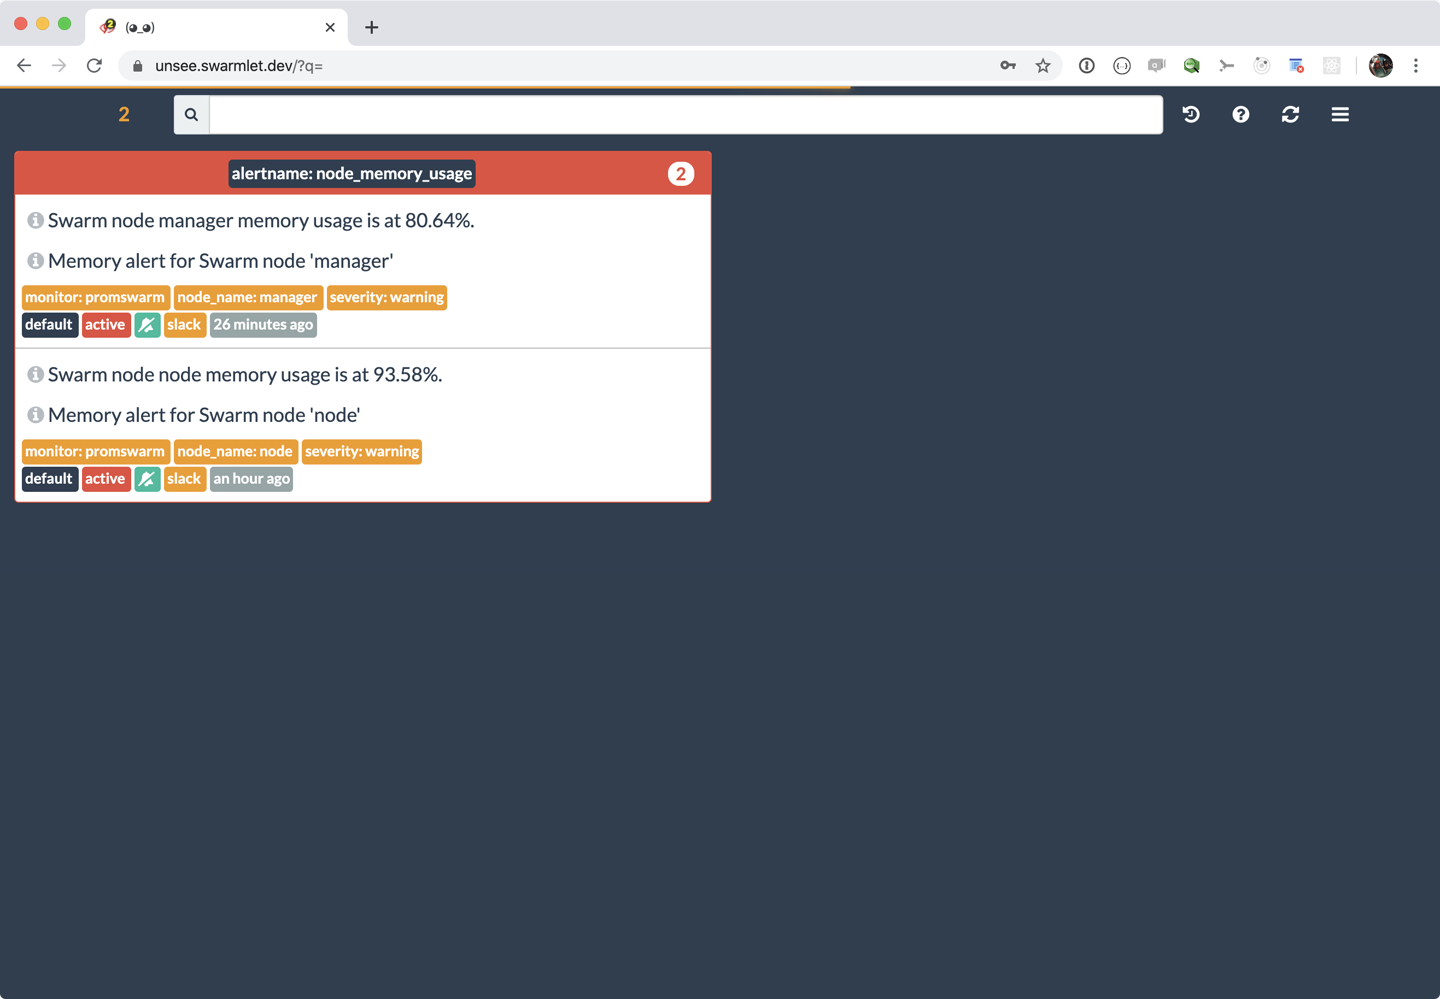 (◕_◕)
unsee.swarmlet.dev/?q=
2
alertname: node_memory_usage
2
Swarm node manager memory usage is at 80.64%.
Memory alert for Swarm node 'manager'
monitor: promswarm node_name: manager severity: warning
default active slack 26 minutes ago
Swarm node node memory usage is at 93.58%.
Memory alert for Swarm node 'node'
monitor: promswarm node_name: node severity: warning
default active slack an hour ago